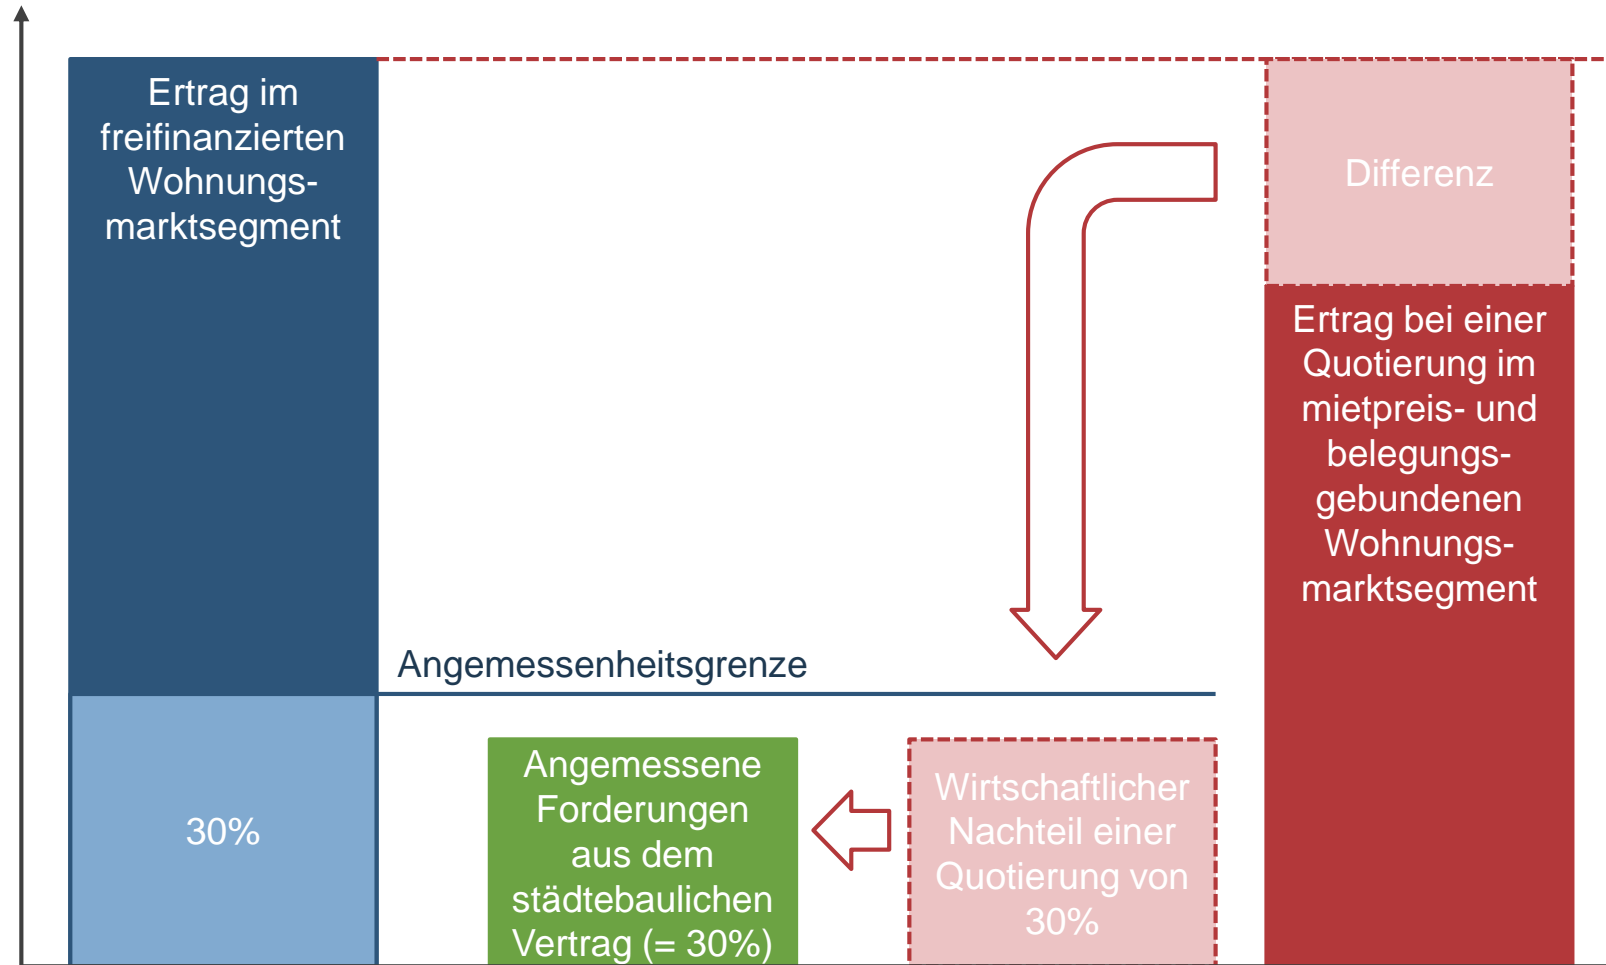 Ertrag im
freifinanzierten
Wohnungs-
marktsegment
Differenz
Ertrag bei einer
Quotierung im
mietpreis- und
belegungs-
gebundenen
Wohnungs-
marktsegment
Angemessenheitsgrenze
30%
Angemessene
Forderungen
aus dem
städtebaulichen
Vertrag (= 30%)
Wirtschaftlicher
Nachteil einer
Quotierung von
30%